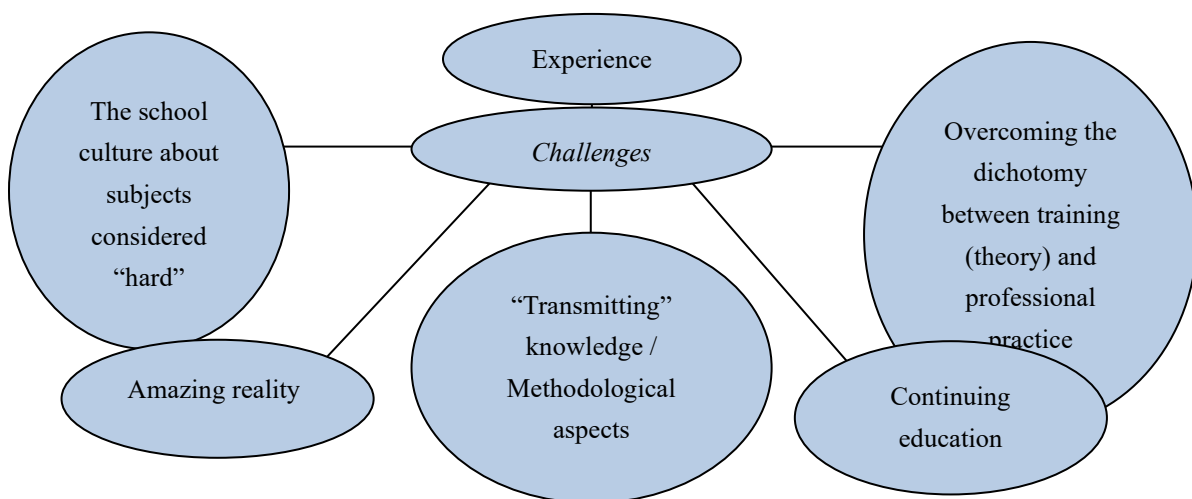 Experience
Challenges
The school
culture about
subjects
considered
“hard”
Overcoming the
dichotomy
between training
(theory) and
professional
practice
“Transmitting”
knowledge /
Methodological
aspects
Amazing reality
Continuing
education